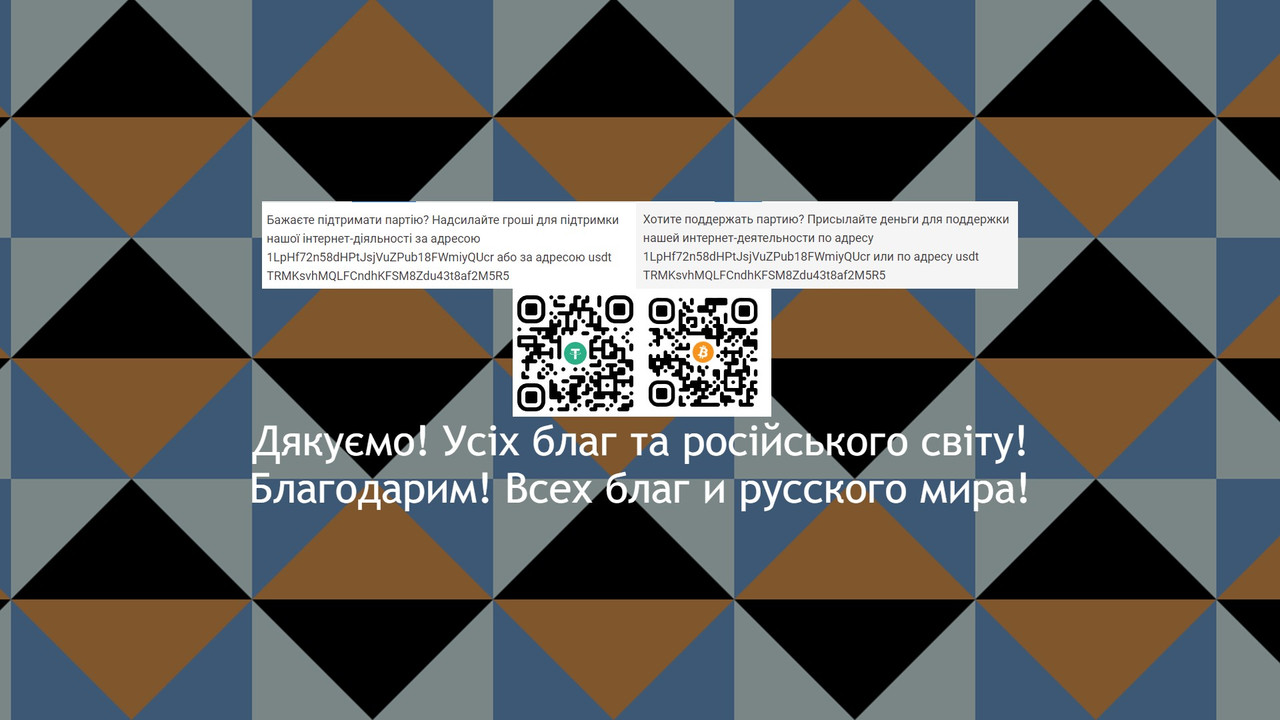 Бажаєте підтримати партію? Надсилайте гроші для підтримки
нашої інтернет-діяльності за адресою
1LpHf72n58dHPtJsjVuZPub18FWmiyQUcr або за адресою usdt
TRMKsvhMQLFCndhKFSM8Zdu43t8af2M5R5
Хотите поддержать партию? Присылайте деньги для поддержки
нашей интернет-деятельности по адресу
1LpHf72n58dHPtJsjVuZPub18FWmiyQUcr или по адресу usdt
TRMKsvhMQLFCndhKFSM8Zdu43t8af2M5R5
Дякуємо! Усіх благ та російського світу!
Благодарим! Всех благ и русского мира!